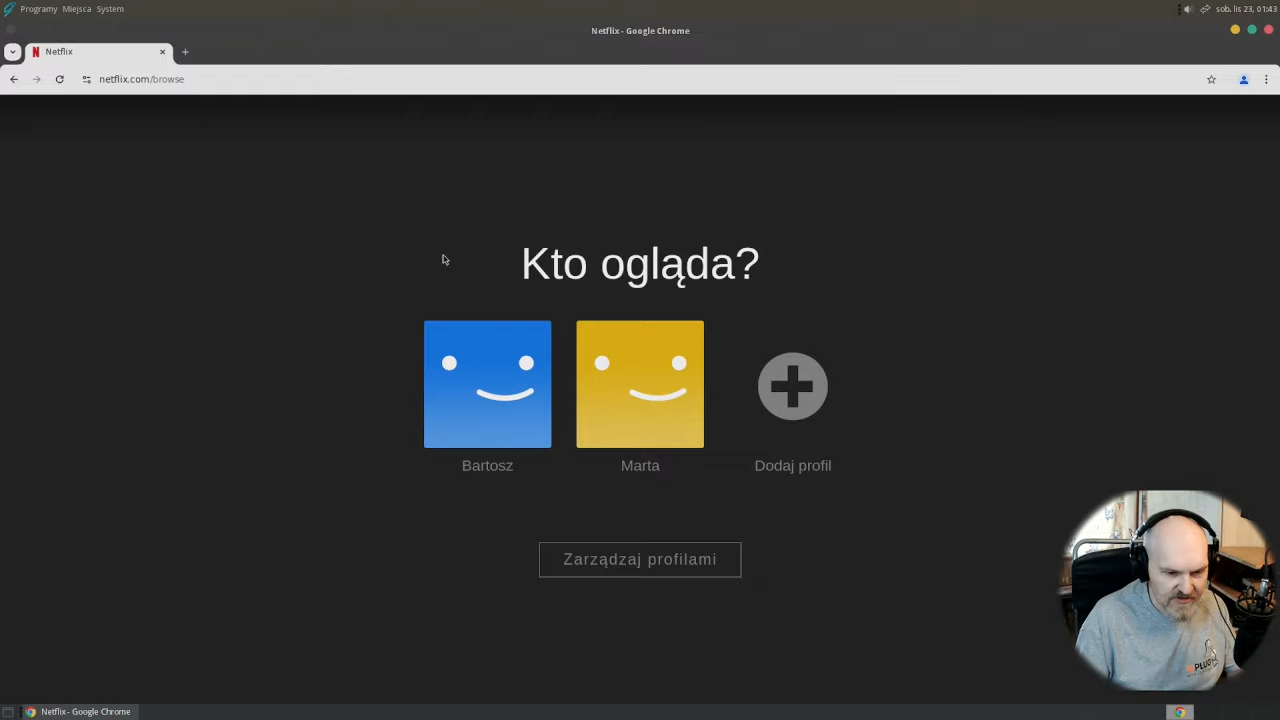 Programy Miejsca System
sob. lis 23, 01:43
Netflix - Google Chrome
Netflix
netflix.com/browse
Kto ogląda?
Bartosz
Marta
Dodaj profil
Zarządzaj profilami
Netflix - Google Chrome